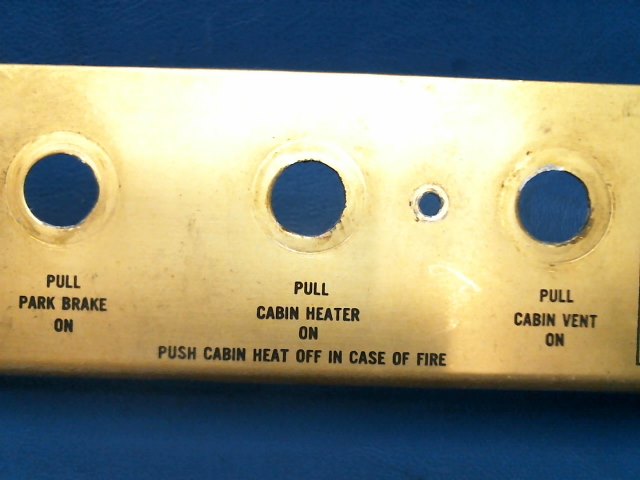 PULL
PARK BRAKE
ON
PULL
CABIN HEATER
ON
PUSH CABIN HEAT OFF IN CASE OF FIRE
PULL
CABIN VENT
ON